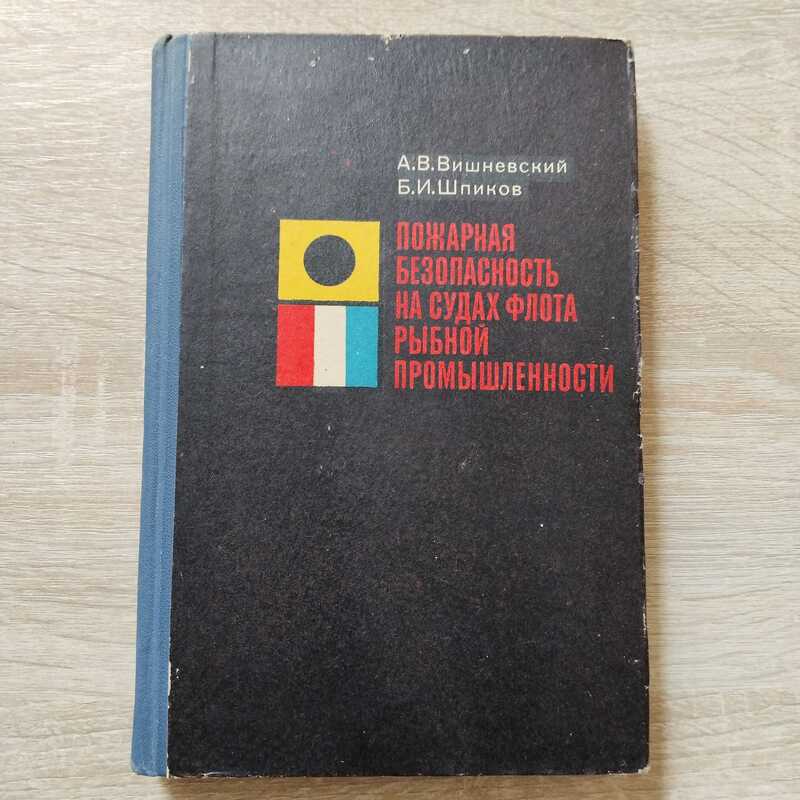 А.В.Вишневский
Б.И.Шпиков
ПОЖАРНАЯ
БЕЗОПАСНОСТЬ
НА СУДАХ ФЛОТА
РЫБНОЙ
ПРОМЫШЛЕННОСТИ